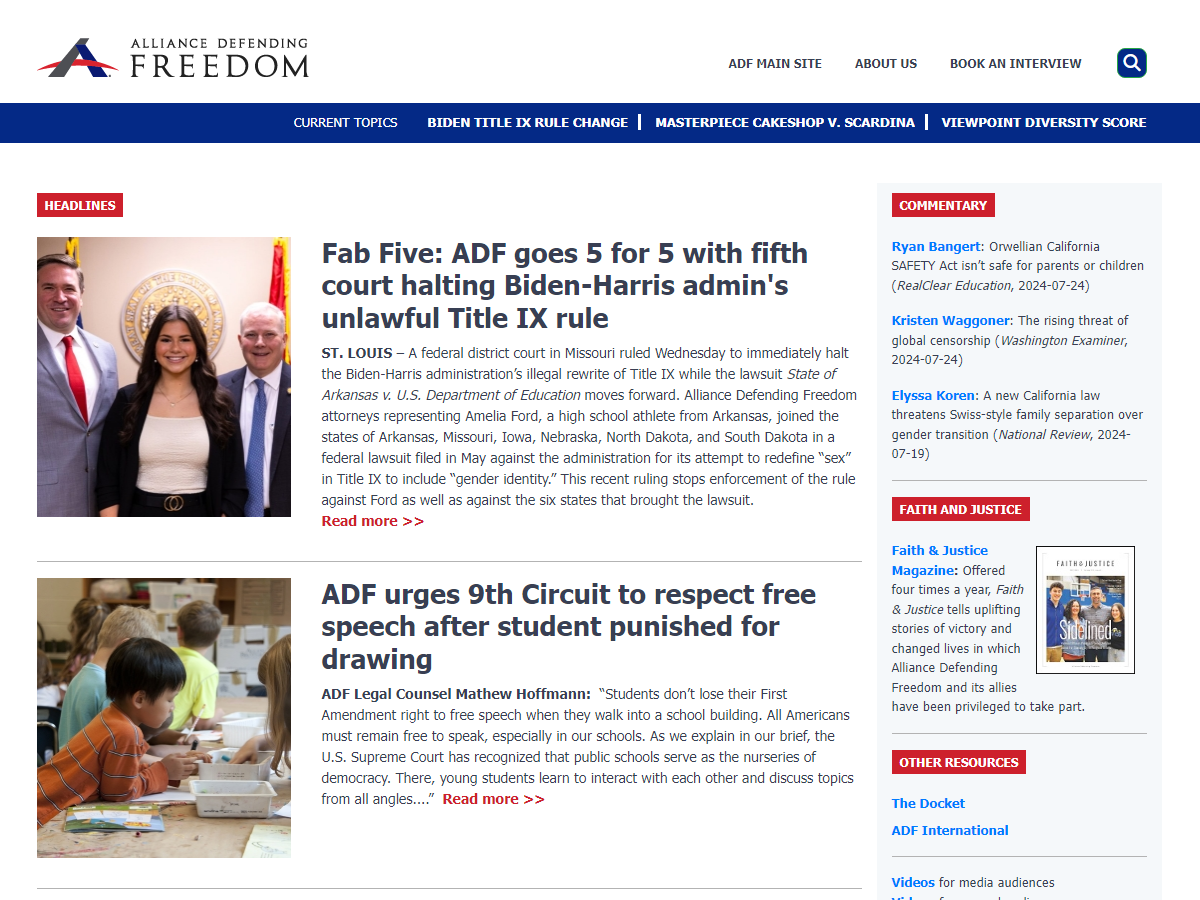 ALLIANCE DEFENDING
FREEDOM
ADF MAIN SITE
ABOUT US
BOOK AN INTERVIEW
CURRENT TOPICS
BIDEN TITLE IX RULE CHANGE
MASTERPIECE CAKESHOP V. SCARDINA
VIEWPOINT DIVERSITY SCORE
HEADLINES
Fab Five: ADF goes 5 for 5 with fifth
court halting Biden-Harris admin's
unlawful Title IX rule
ST. LOUIS – A federal district court in Missouri ruled Wednesday to immediately halt
the Biden-Harris administration’s illegal rewrite of Title IX while the lawsuit State of
Arkansas v. U.S. Department of Education moves forward. Alliance Defending Freedom
attorneys representing Amelia Ford, a high school athlete from Arkansas, joined the
states of Arkansas, Missouri, Iowa, Nebraska, North Dakota, and South Dakota in a
federal lawsuit filed in May against the administration for its attempt to redefine “sex”
in Title IX to include “gender identity.” This recent ruling stops enforcement of the rule
against Ford as well as against the six states that brought the lawsuit.
Read more >>
ADF urges 9th Circuit to respect free
speech after student punished for
drawing
ADF Legal Counsel Mathew Hoffmann:  “Students don’t lose their First
Amendment right to free speech when they walk into a school building. All Americans
must remain free to speak, especially in our schools. As we explain in our brief, the
U.S. Supreme Court has recognized that public schools serve as the nurseries of
democracy. There, young students learn to interact with each other and discuss topics
from all angles....”  Read more >>
COMMENTARY
Ryan Bangert: Orwellian California
SAFETY Act isn’t safe for parents or children
(RealClear Education, 2024-07-24)
Kristen Waggoner: The rising threat of
global censorship (Washington Examiner,
2024-07-24)
Elyssa Koren: A new California law
threatens Swiss-style family separation over
gender transition (National Review, 2024-
07-19)
FAITH AND JUSTICE
Faith & Justice
Magazine: Offered
four times a year, Faith
& Justice tells uplifting
stories of victory and
changed lives in which
Alliance Defending
Freedom and its allies
have been privileged to take part.
FAITH & JUSTICE
Sidelined
OTHER RESOURCES
The Docket
ADF International
Videos for media audiences